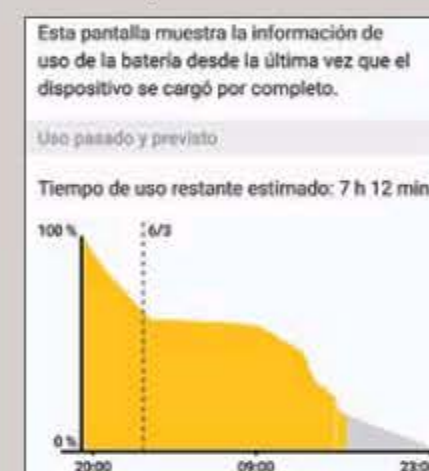 Esta pantalla muestra la información de
uso de la batería desde la última vez que el
dispositivo se cargó por completo.
Uso pasado y previsto
Tiempo de uso restante estimado: 7 h 12 min
100 %
6/3
0 %
20:00 09:00 23:00